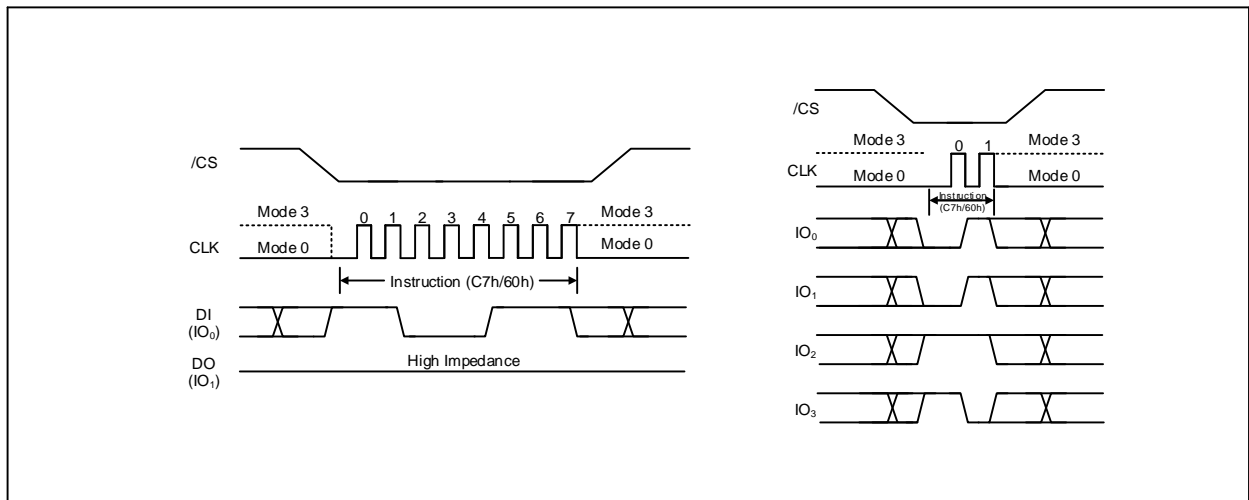 /CS
Mode 3
Mode 0
CLK
0 1 2 3 4 5 6 7
Mode 3
Mode 0
Instruction (C7h/60h)
DI
(IO0)
DO
(IO1)
High Impedance
/CS
Mode 3
Mode 0
CLK
0 1
Mode 3
Mode 0
Instruction
(C7h/60h)
IO0
IO1
IO2
IO3